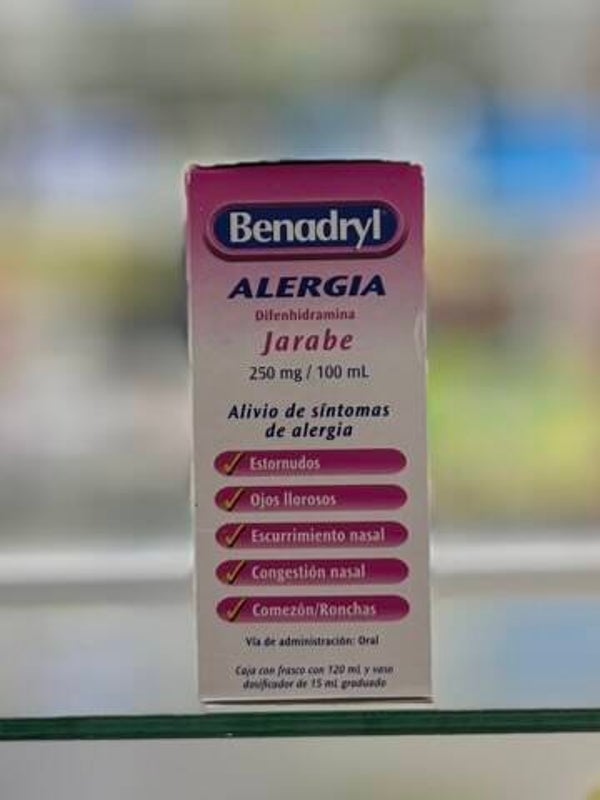 Benadryl
ALERGIA
Difenhidramina
Jarabe
250 mg / 100 mL
Alivio de síntomas
de alergia
Estornudos
Ojos llorosos
Escurrimiento nasal
Congestión nasal
Comezón/Ronchas
Vía de administración: Oral
Caja con frasco con 120 mL y vaso
dosificador de 15 mL graduado